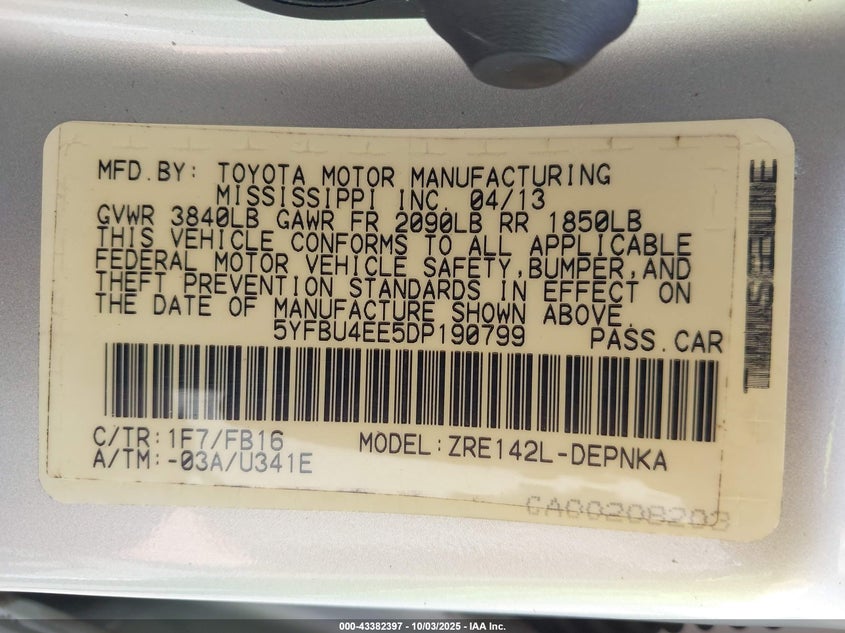 MFD.BY: TOYOTA MOTOR MANUFACTURING
MISSISSIPPI INC. 04/13
GVWR 3840LB GAWR FR 2090LB RR 1850LB
THIS VEHICLE CONFORMS TO ALL APPLICABLE
FEDERAL MOTOR VEHICLE SAFETY,BUMPER,AND
THEFT PREVENTION STANDARDS IN EFFECT ON
THE DATE OF MANUFACTURE SHOWN ABOVE.
5YFBU4EE5DP190799 PASS.CAR
C/TR:1F7/FB16 MODEL:ZRE142L-DEPNKA
A/TM:-03A/U341E
CA00208203
000-43382397 - 10/03/2025 - IAA Inc.